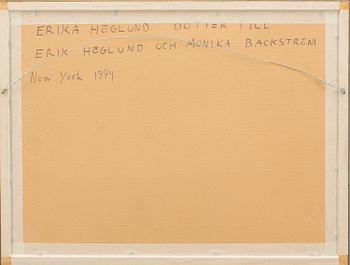 ERIKA HÖGLUND DOTTER TILL
ERIK HÖGLUND OCH MONIKA BACKSTRÖM
New York 1994